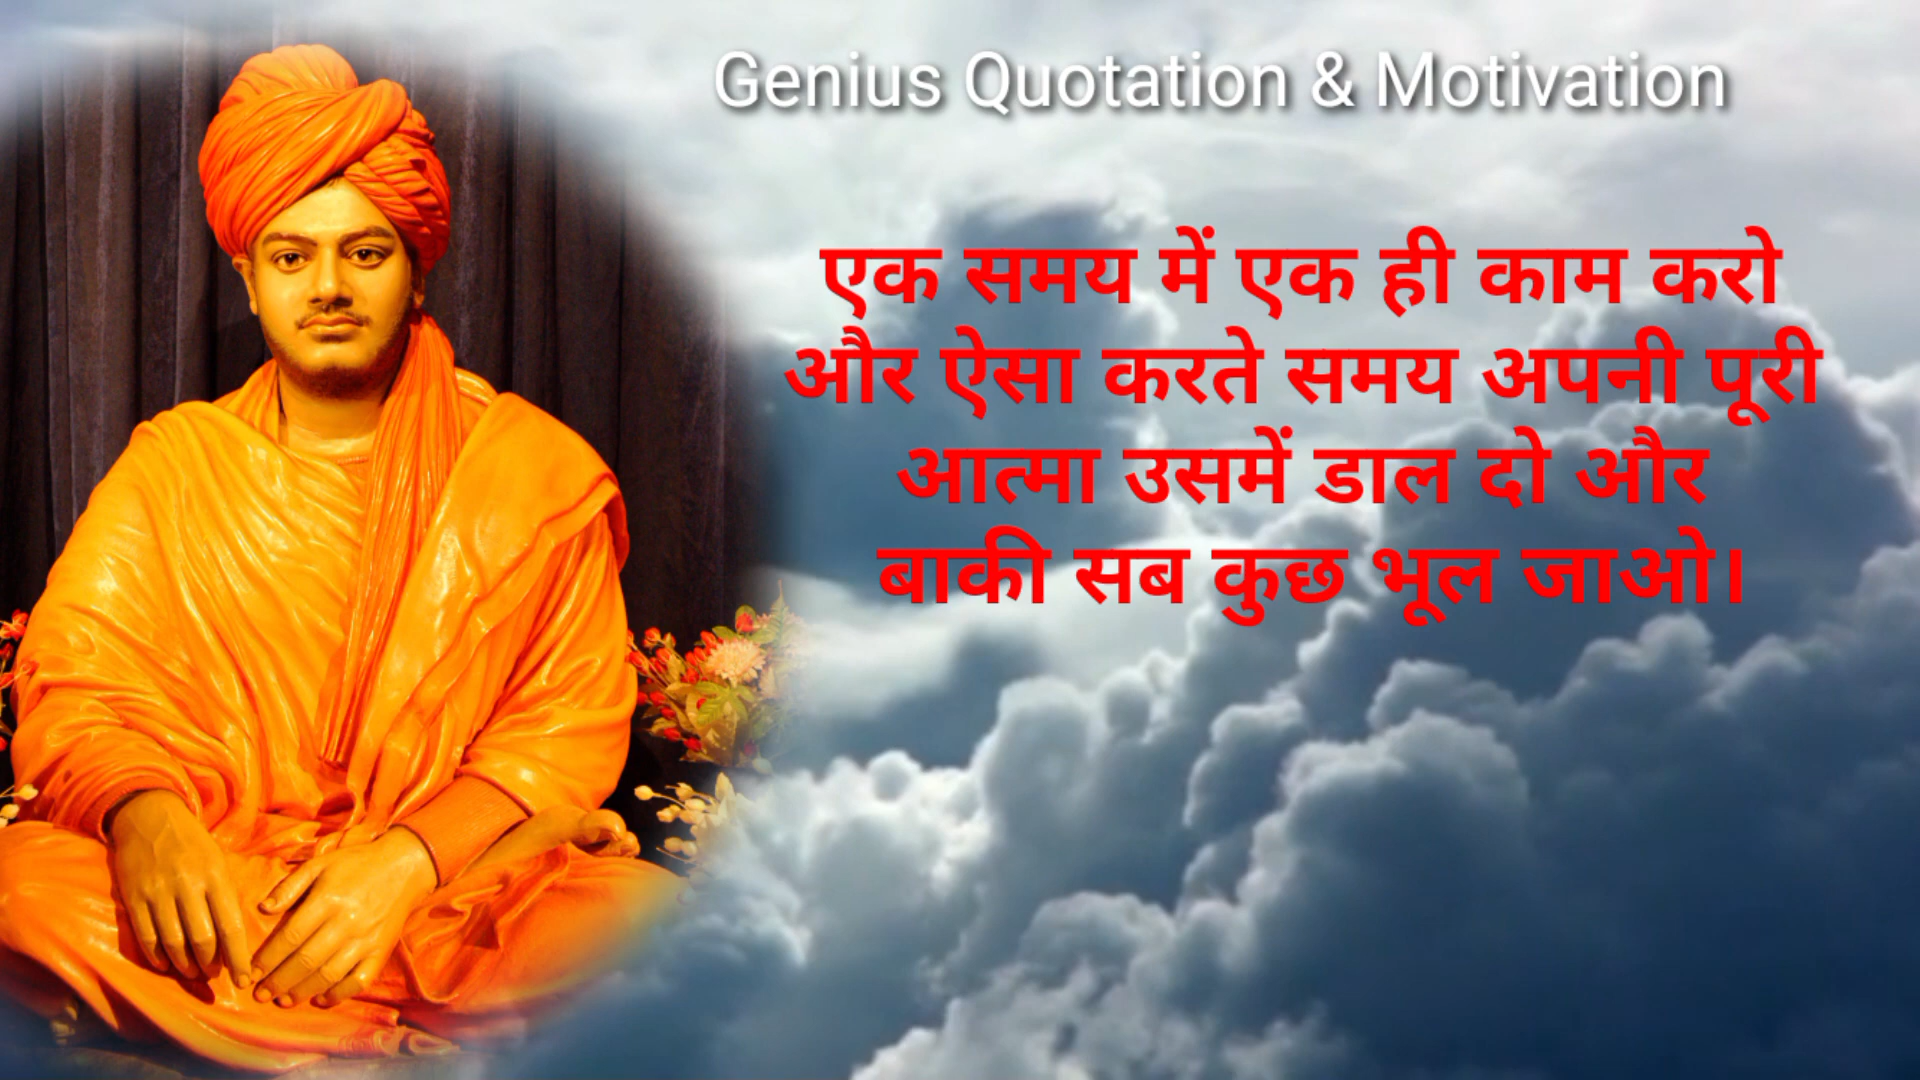 Genius Quotation & Motivation
एक समय में एक ही काम करो
और ऐसा करते समय अपनी पूरी
आत्मा उसमें डाल दो और
बाकी सब कुछ भूल जाओ।